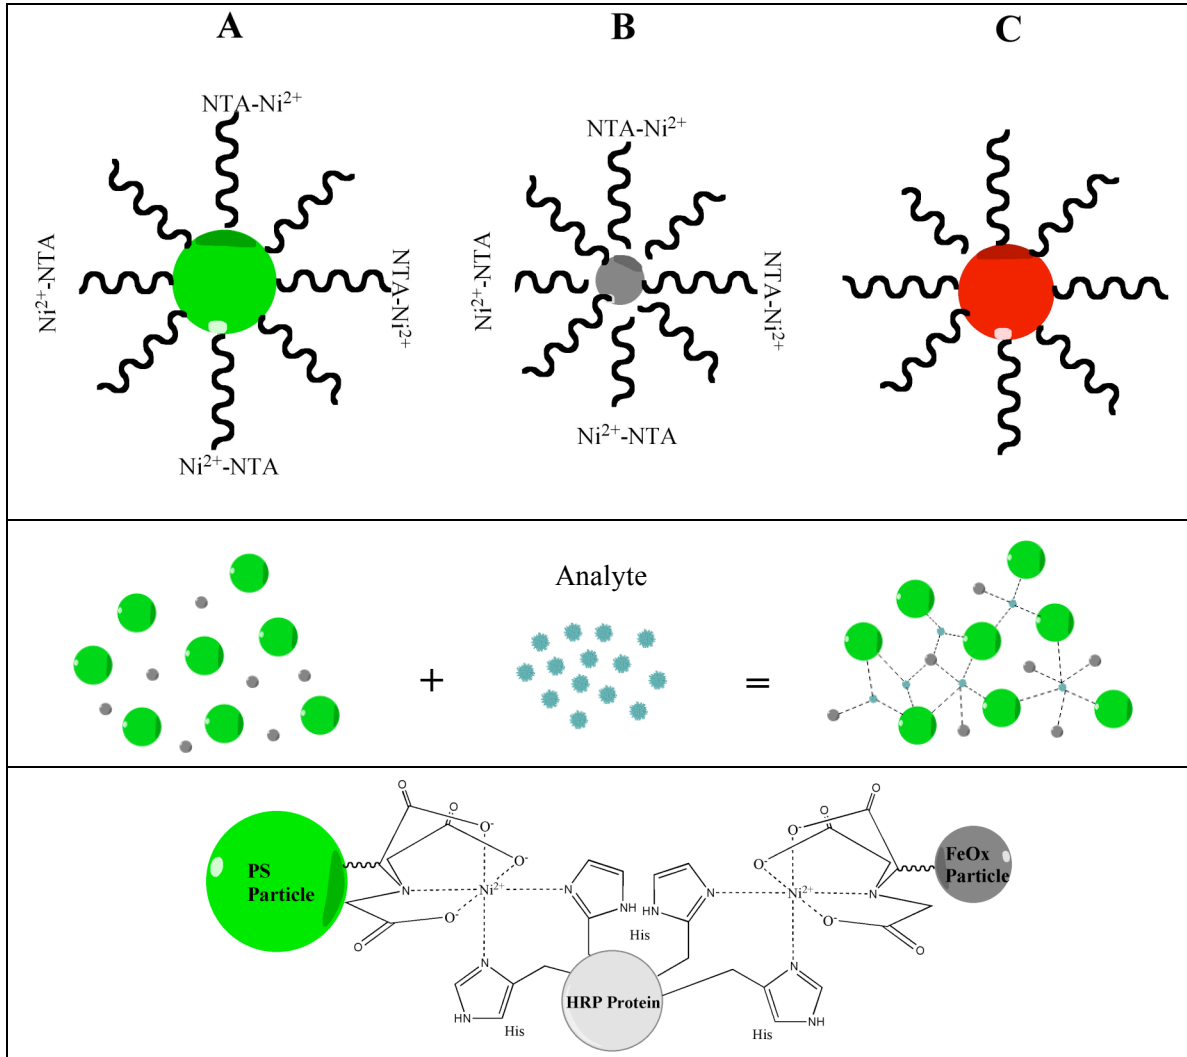 A
B
C
NTA-Ni²⁺
NTA-Ni²⁺
Ni²⁺-NTA
NTA-Ni²⁺
Ni²⁺-NTA
NTA-Ni²⁺
Ni²⁺-NTA
Ni²⁺-NTA
Analyte
+
=
O
O
O⁻
O⁻
PS
Particle
N
Ni²⁺
N
NH
O⁻
O
His
N
HN
His
HRP Protein
O
O
O⁻
O⁻
FeOx
Particle
N
Ni²⁺
N
HN
O⁻
O
N
NH
His